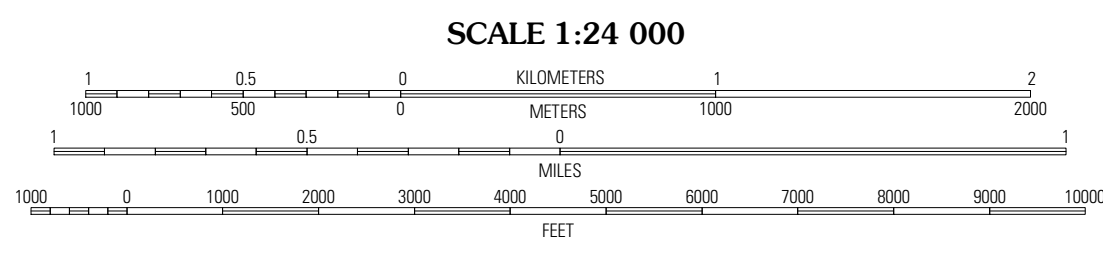 SCALE 1:24 000
1 0.5 0 KILOMETERS 1 2
1000 500 0 METERS 1000 2000
1 0.5 0 1
MILES
1000 0 1000 2000 3000 4000 5000 6000 7000 8000 9000 10000
FEET